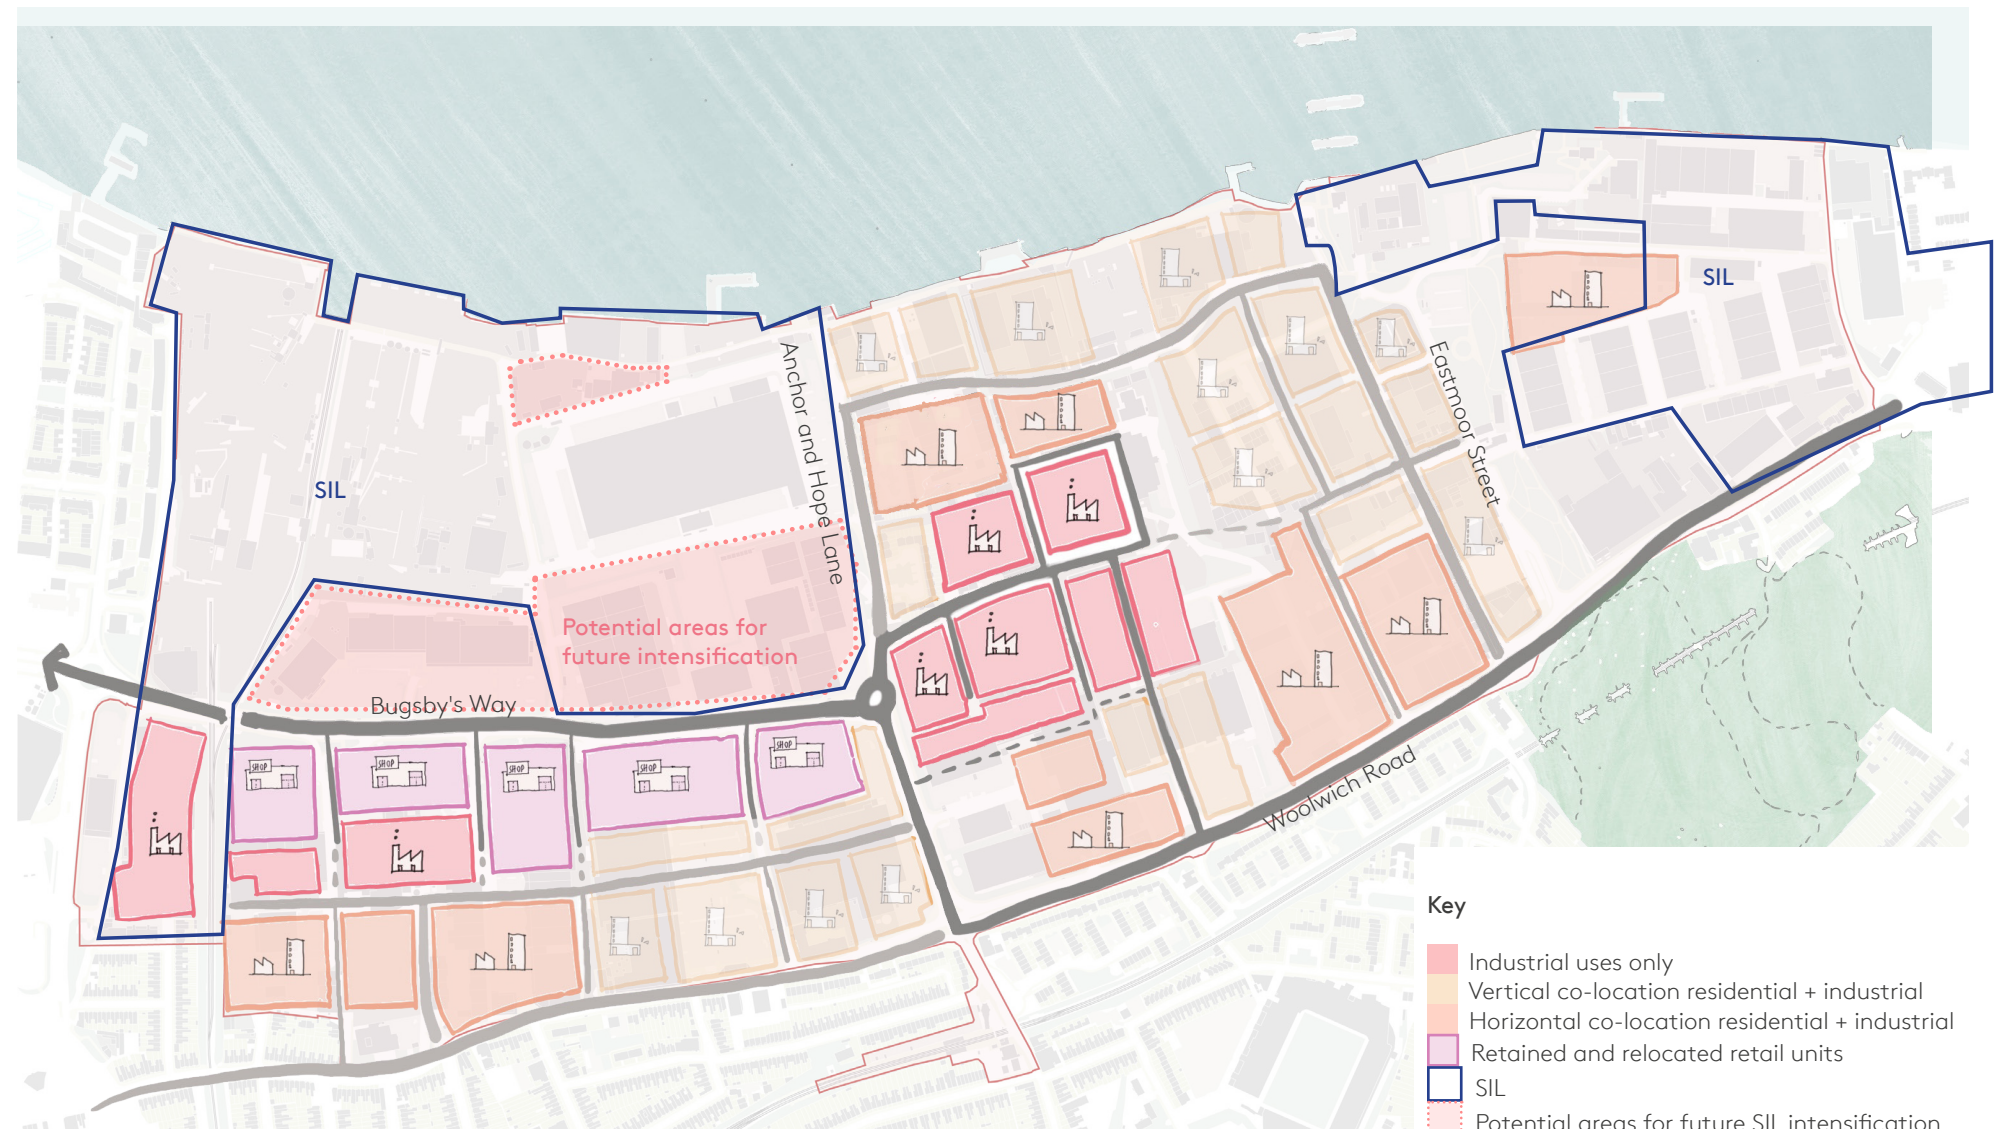 SIL
SIL
Anchor and Hope Lane
Eastmoor Street
Potential areas for
future intensification
Bugsby's Way
Woolwich Road
SHOP
SHOP
SHOP
SHOP
SHOP
Key
Industrial uses only
Vertical co-location residential + industrial
Horizontal co-location residential + industrial
Retained and relocated retail units
SIL
Potential areas for future SIL intensification